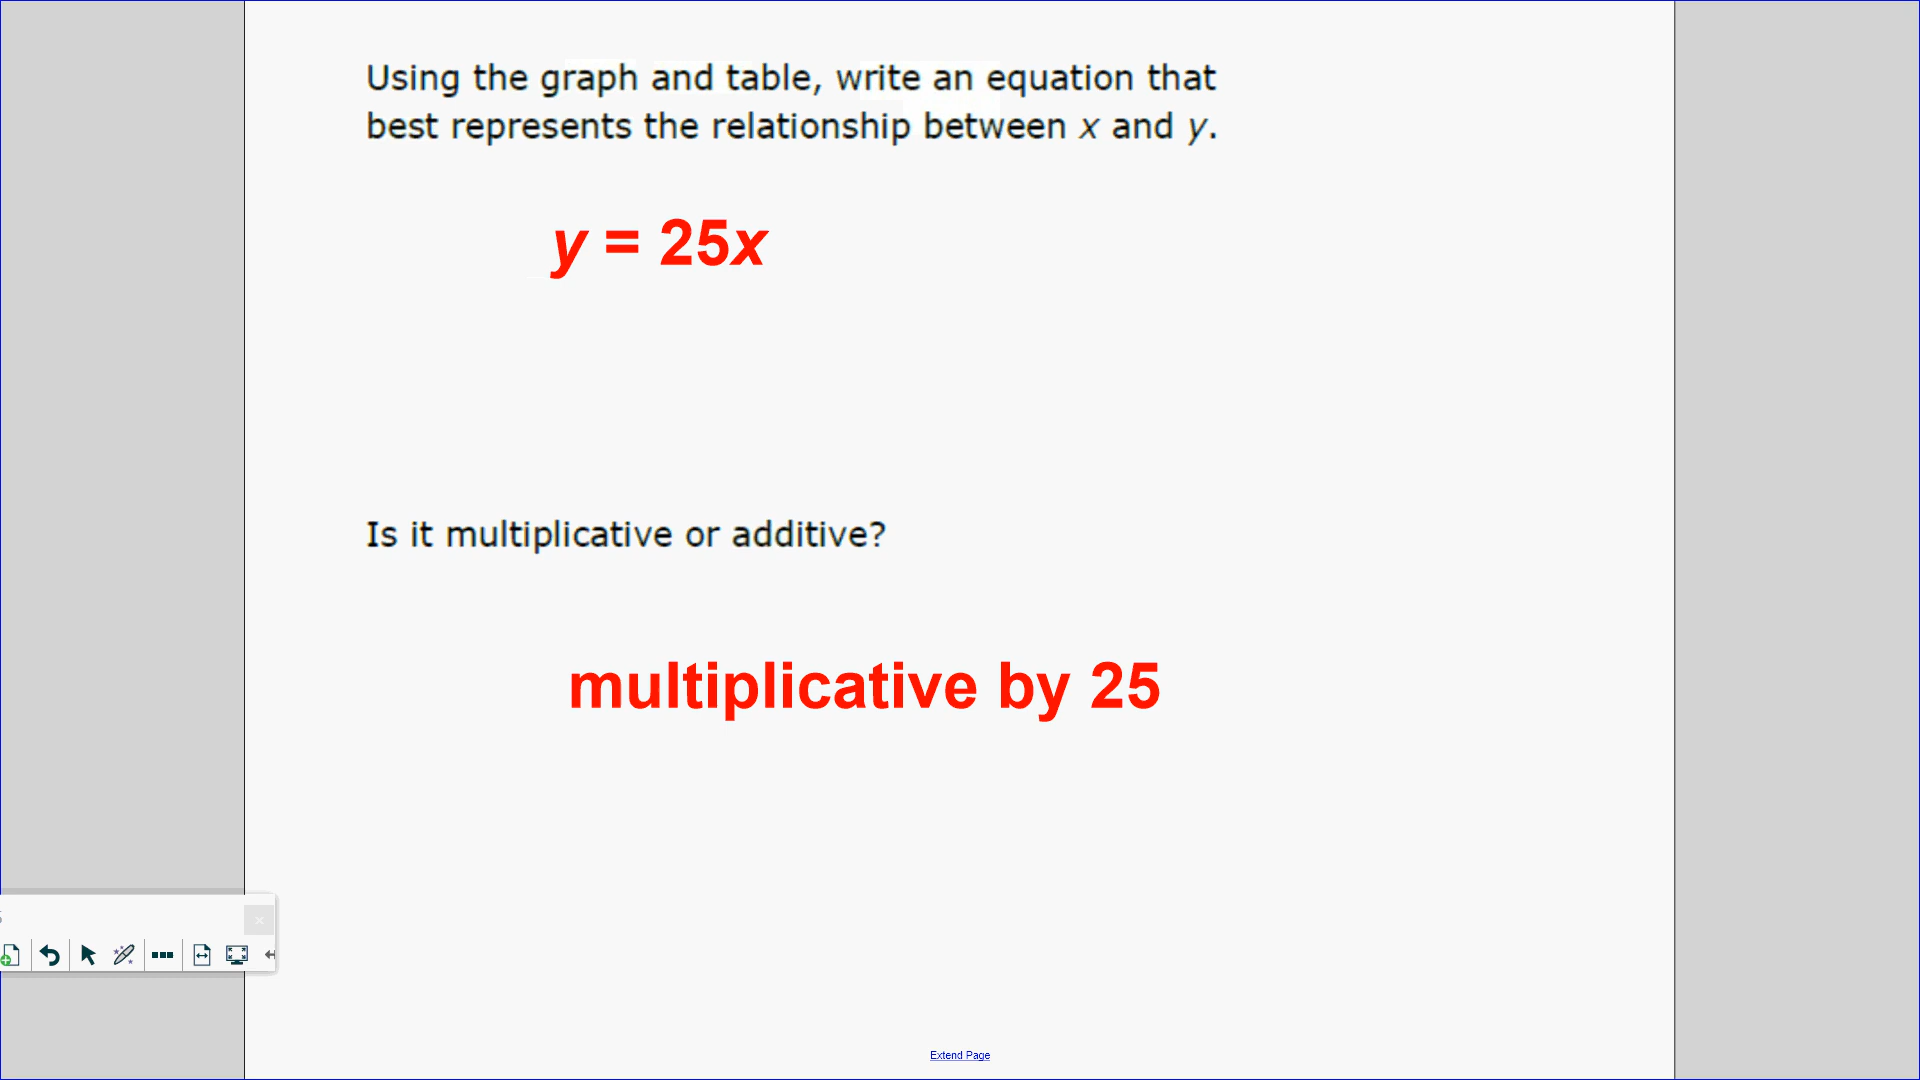 Using the graph and table, write an equation that
best represents the relationship between x and y.
y = 25x
Is it multiplicative or additive?
multiplicative by 25
Extend Page